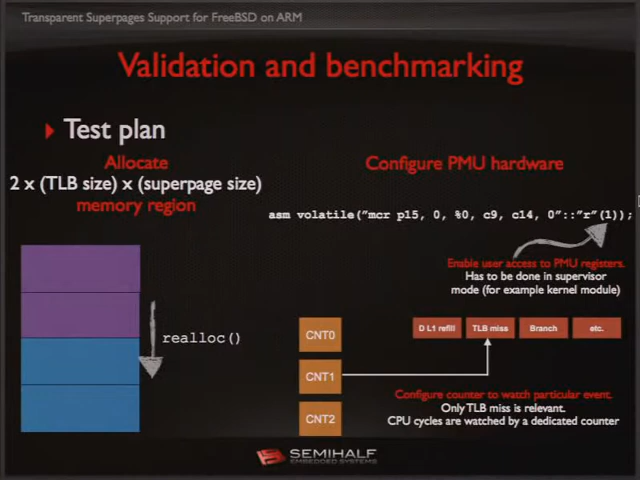 Transparent Superpages Support for FreeBSD on ARM
Validation and benchmarking
Test plan
Allocate
2 x (TLB size) x (superpage size)
memory region
realloc()
Configure PMU hardware
asm volatile("mcr p15, 0, %0, c9, c14, 0"::"r"(1));
Enable user access to PMU registers.
Has to be done in supervisor
mode (for example kernel module)
CNT0
CNT1
CNT2
D L1 refill
TLB miss
Branch
etc.
Configure counter to watch particular event.
Only TLB miss is relevant.
CPU cycles are watched by a dedicated counter
SEMIHALF
EMBEDDED SYSTEMS